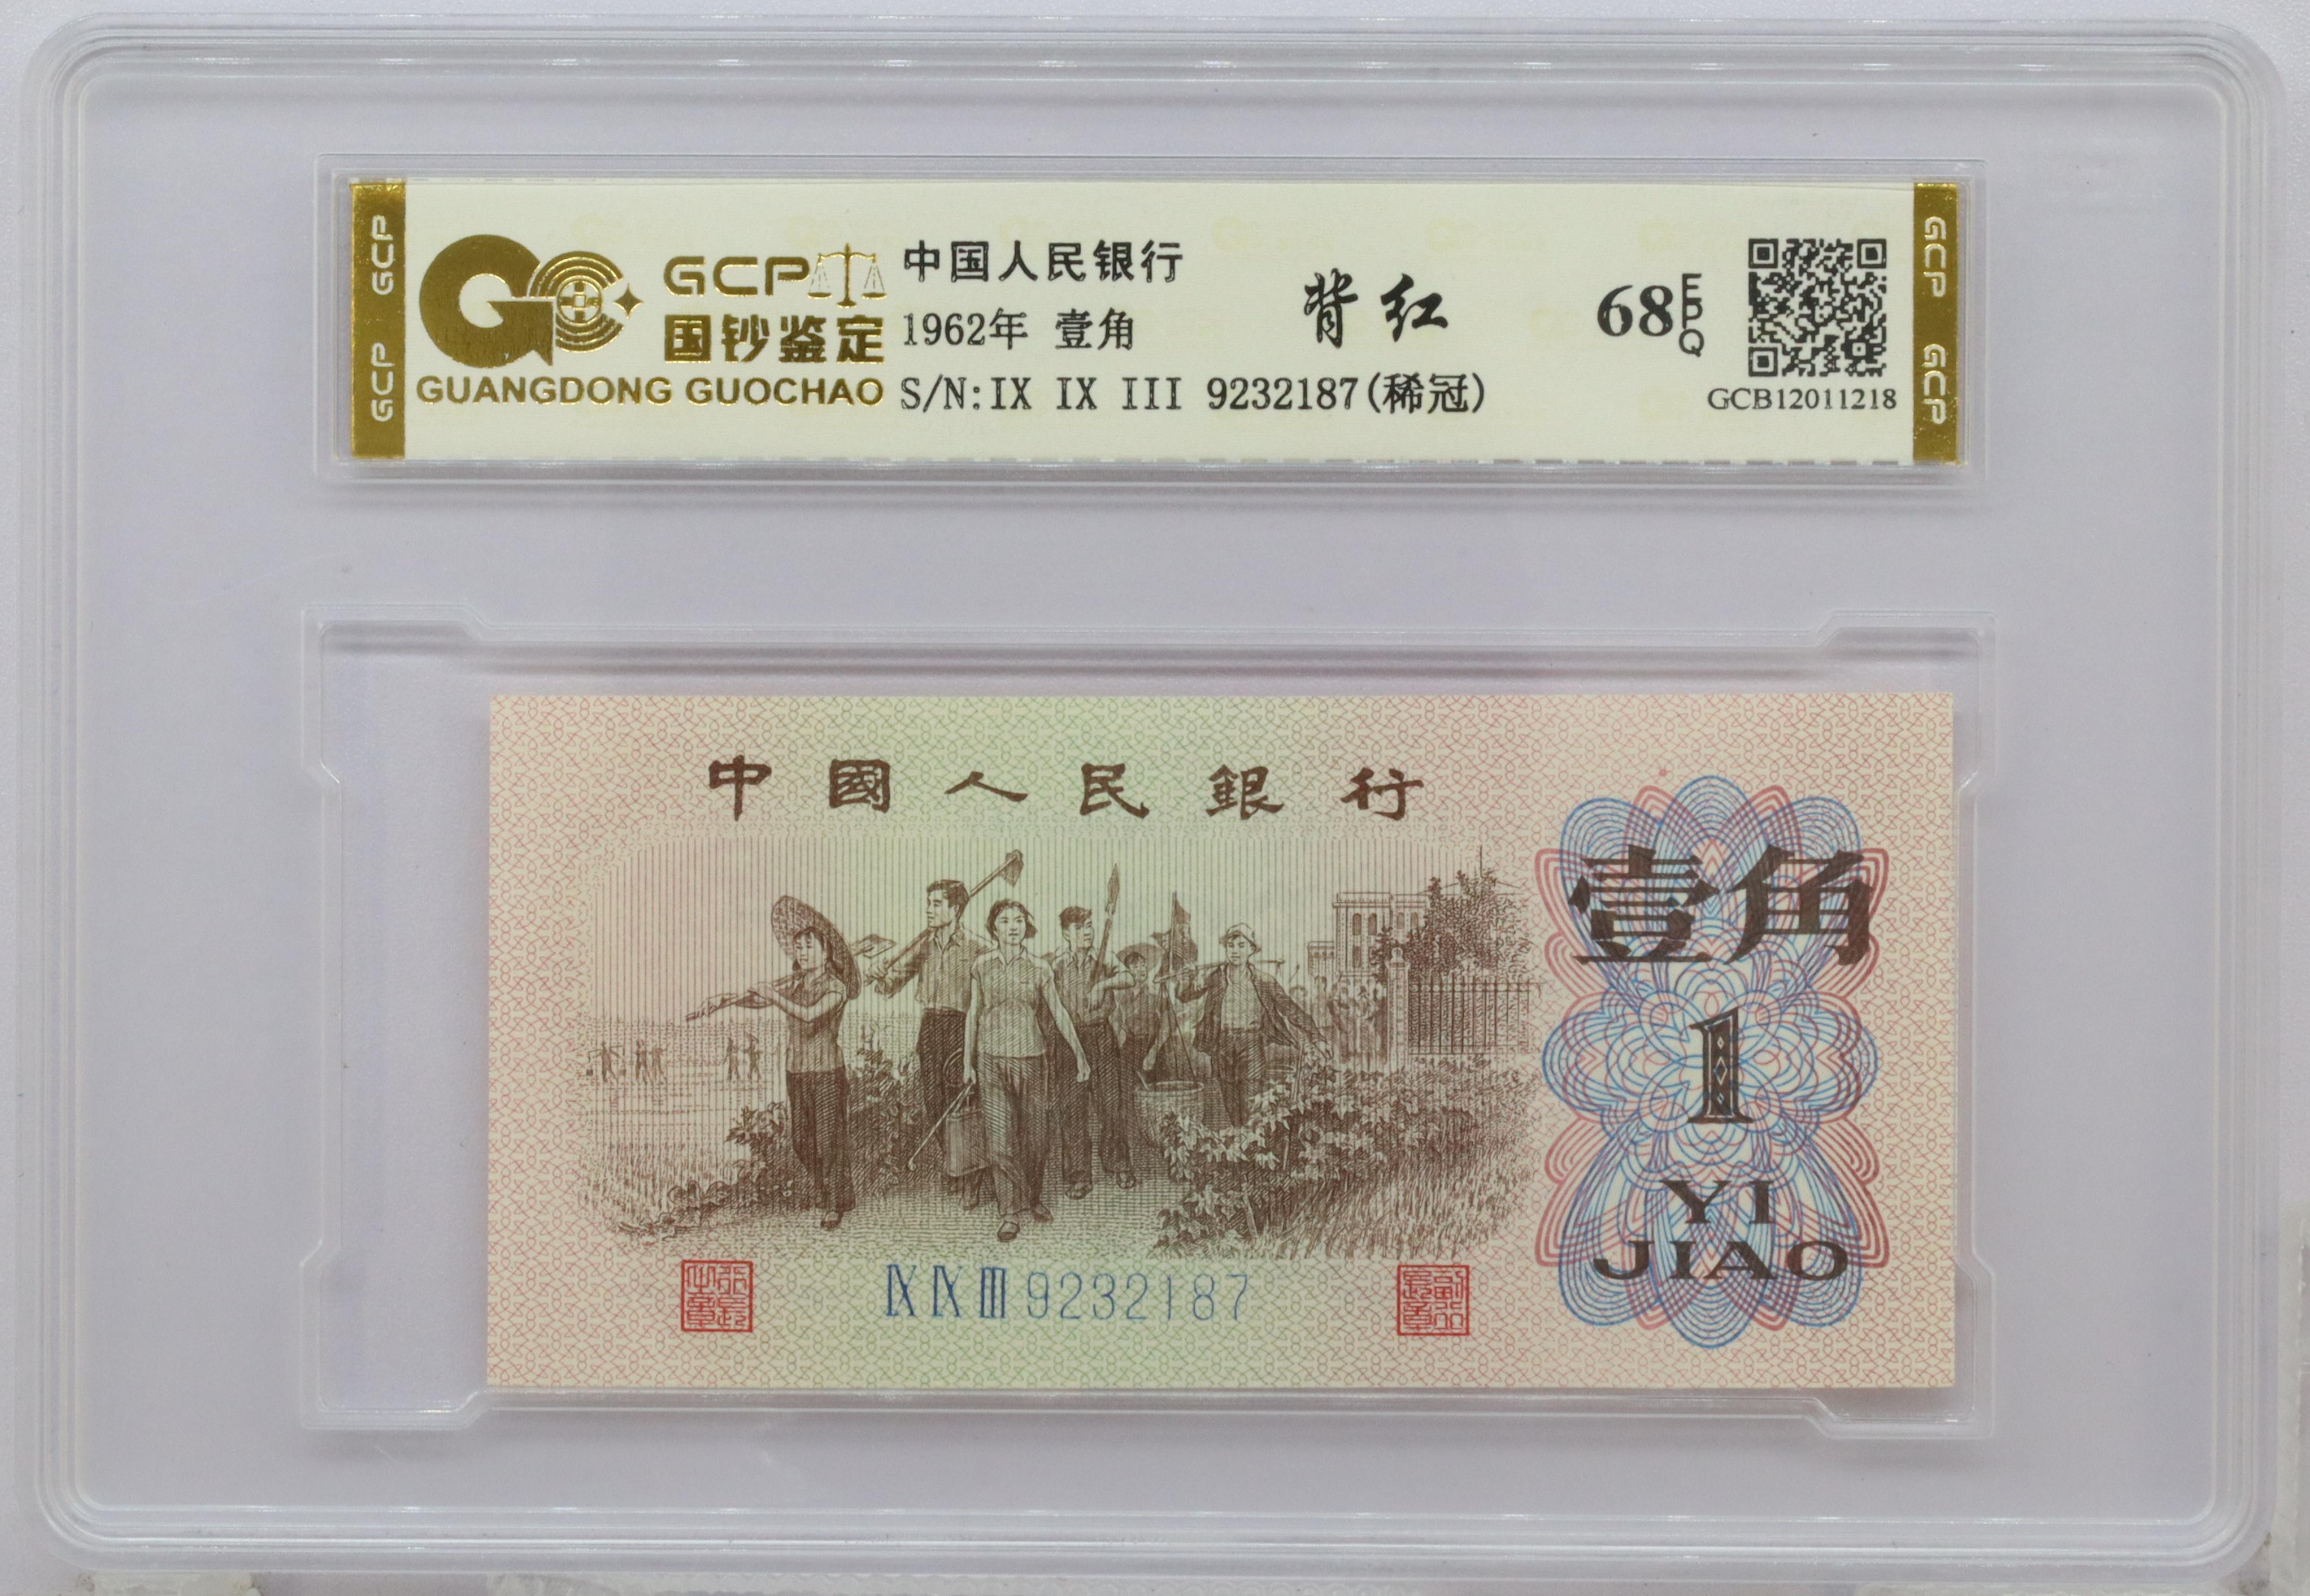 GCP
GCP
GCP
国钞鉴定
GUANGDONG GUOCHAO
中国人民银行
1962年 壹角
S/N:IX IX III 9232187(稀冠)
背红
68 EPQ
GCB12011218
GCP
GCP
中國人民銀行
壹角
1
YI
JIAO
IX IX III 9232187